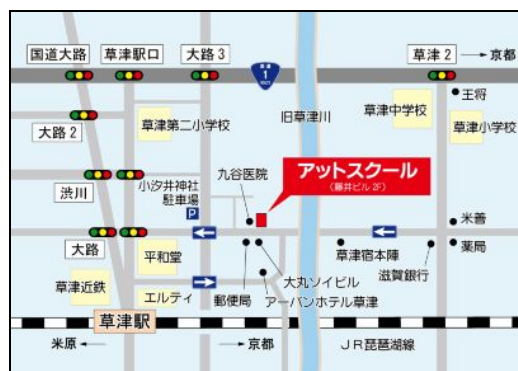 国道大路
草津駅口
大路3
国道
1
草津2
京都
王将
草津中学校
草津小学校
旧草津川
草津第二小学校
大路2
アットスクール
(藤井ビル2F)
九谷医院
小汐井神社
駐車場
P
渋川
大路
平和堂
草津近鉄
エルティ
郵便局
大丸ソイビル
アーバンホテル草津
草津宿本陣
滋賀銀行
米善
薬局
草津駅
米原
京都
JR琵琶湖線